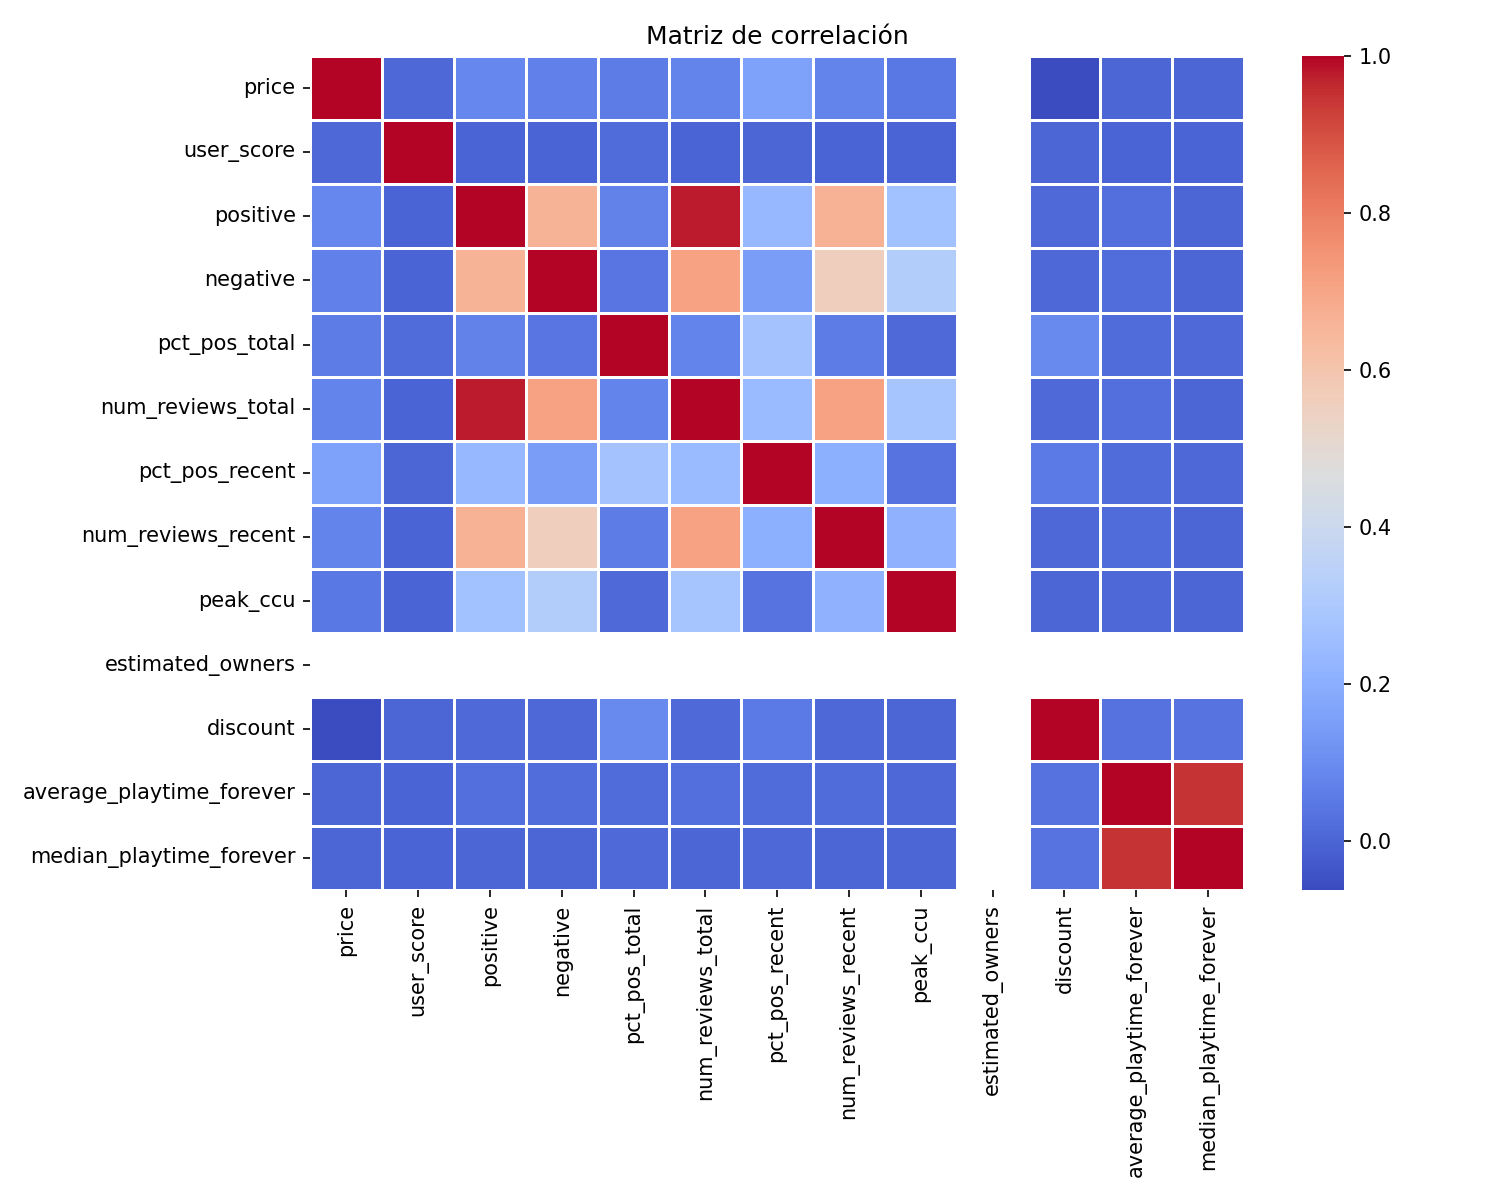 Matriz de correlación
price
user_score
positive
negative
pct_pos_total
num_reviews_total
pct_pos_recent
num_reviews_recent
peak_ccu
estimated_owners
discount
average_playtime_forever
median_playtime_forever
price
user_score
positive
negative
pct_pos_total
num_reviews_total
pct_pos_recent
num_reviews_recent
peak_ccu
estimated_owners
discount
average_playtime_forever
median_playtime_forever
1.0
0.8
0.6
0.4
0.2
0.0